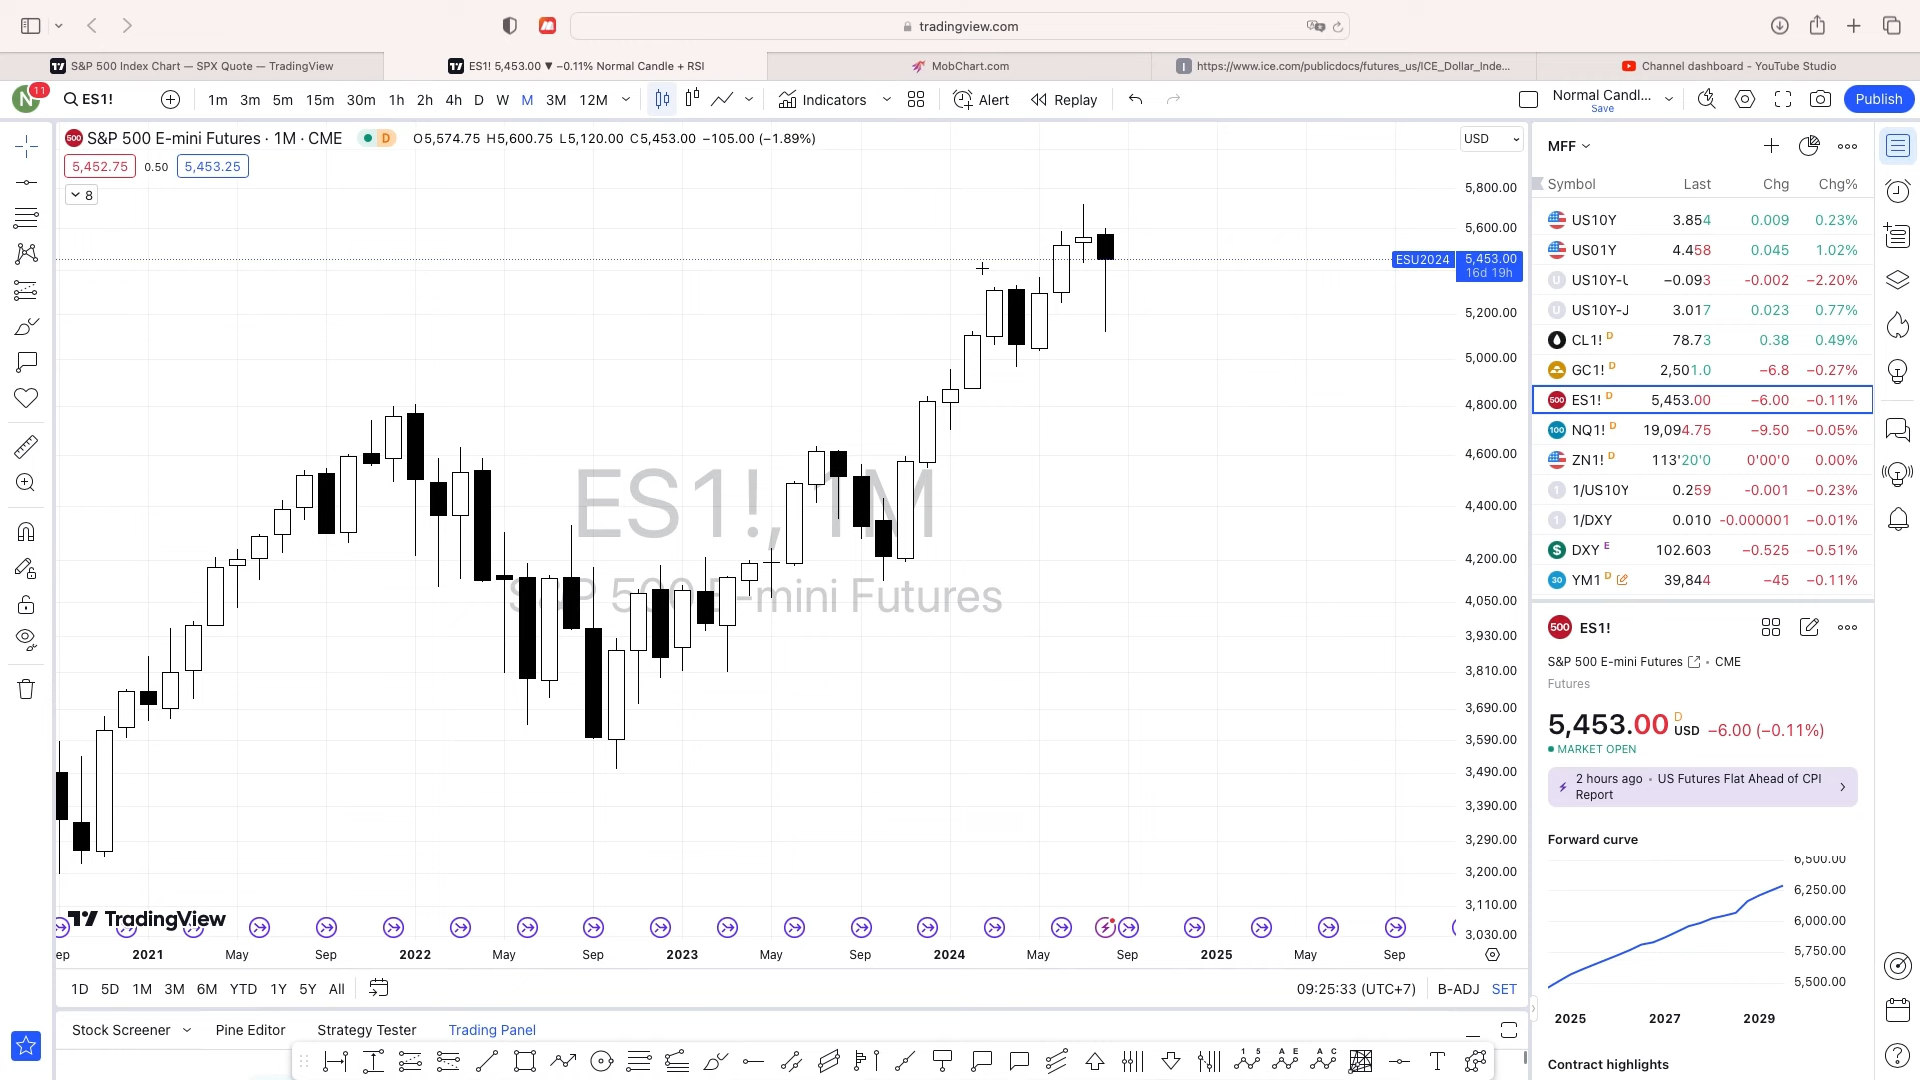 tradingview.com
S&P 500 Index Chart — SPX Quote — TradingView
ES1! 5,453.00 ▼ −0.11% Normal Candle + RSI
MobChart.com
https://www.ice.com/publicdocs/futures_us/ICE_Dollar_Inde...
Channel dashboard - YouTube Studio
N 11 ES1! 1m 3m 5m 15m 30m 1h 2h 4h D W M 3M 12M Indicators Alert Replay Normal Candl... Save Publish
500 S&P 500 E-mini Futures · 1M · CME D O5,574.75 H5,600.75 L5,120.00 C5,453.00 −105.00 (−1.89%) USD
5,452.75 0.50 5,453.25
8
5,800.00
5,600.00
ESU2024 5,453.00
16d 19h
5,200.00
5,000.00
4,800.00
4,600.00
4,400.00
4,200.00
4,050.00
3,930.00
3,810.00
3,690.00
3,590.00
3,490.00
3,390.00
3,290.00
3,200.00
3,110.00
3,030.00
ES1!, 1M
S&P 500 E-mini Futures
TradingView
ep 2021 May Sep 2022 May Sep 2023 May Sep 2024 May Sep 2025 May Sep
1D 5D 1M 3M 6M YTD 1Y 5Y All 09:25:33 (UTC+7) B-ADJ SET
Stock Screener Pine Editor Strategy Tester Trading Panel
MFF
Symbol Last Chg Chg%
US10Y 3.854 0.009 0.23%
US01Y 4.458 0.045 1.02%
U US10Y-U −0.093 -0.002 −2.20%
U US10Y-J 3.017 0.023 0.77%
CL1! D 78.73 0.38 0.49%
GC1! D 2,501.0 −6.8 −0.27%
500 ES1! D 5,453.00 −6.00 −0.11%
100 NQ1! D 19,094.75 −9.50 −0.05%
ZN1! D 113'20'0 0'00'0 0.00%
1 1/US10Y 0.259 -0.001 −0.23%
1 1/DXY 0.010 -0.000001 −0.01%
$ DXY E 102.603 −0.525 −0.51%
30 YM1 D 39,844 −45 −0.11%
500 ES1!
S&P 500 E-mini Futures • CME
Futures
5,453.00 D USD −6.00 (−0.11%)
MARKET OPEN
2 hours ago • US Futures Flat Ahead of CPI
Report
Forward curve
6,500.00
6,250.00
6,000.00
5,750.00
5,500.00
2025 2027 2029
Contract highlights